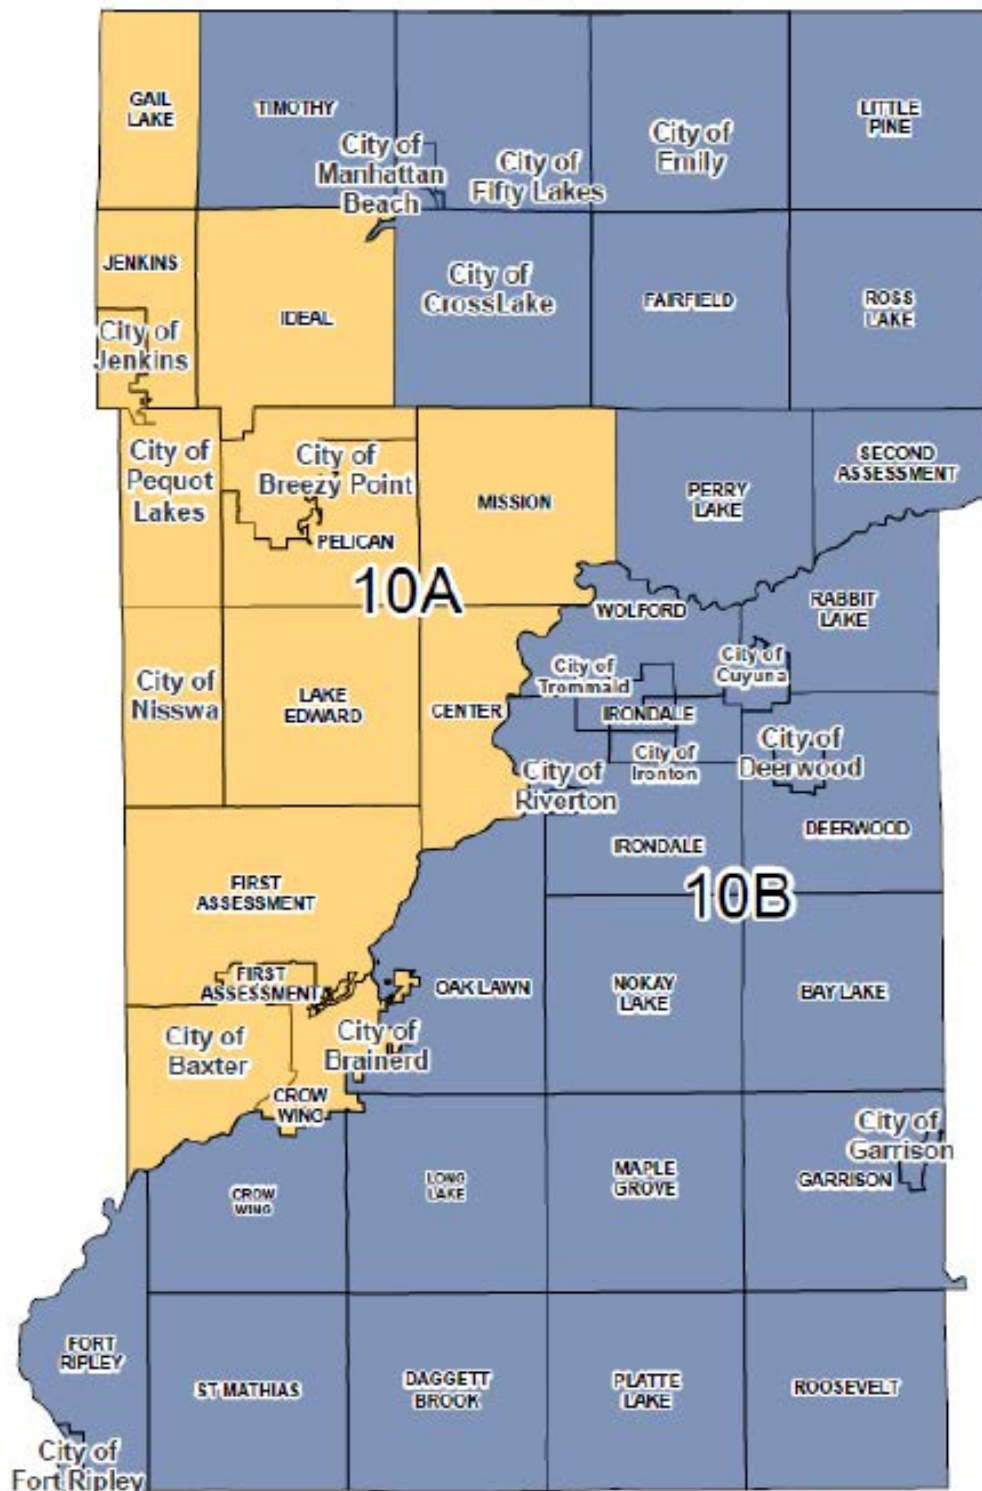 GAIL
LAKE
TIMOTHY
City of
Manhattan
Beach
City of
Fifty Lakes
City of
Emily
LITTLE
PINE
JENKINS
City of
Jenkins
IDEAL
City of
CrossLake
FAIRFIELD
ROSS
LAKE
City of
Pequot
Lakes
City of
Breezy Point
PELICAN
MISSION
PERRY
LAKE
SECOND
ASSESSMENT
10A
WOLFORD
RABBIT
LAKE
City of
Nisswa
LAKE
EDWARD
CENTER
City of
Trommald
City of
Cuyuna
IRONDALE
City of
Riverton
City of
Ironton
City of
Deerwood
IRONDALE
DEERWOOD
10B
FIRST
ASSESSMENT
FIRST
ASSESSMENT
OAK LAWN
NOKAY
LAKE
BAY LAKE
City of
Baxter
City of
Brainerd
CROW
WING
CROW
WING
LONG
LAKE
MAPLE
GROVE
City of
Garrison
GARRISON
FORT
RIPLEY
ST MATHIAS
DAGGETT
BROOK
PLATTE
LAKE
ROOSEVELT
City of
Fort Ripley